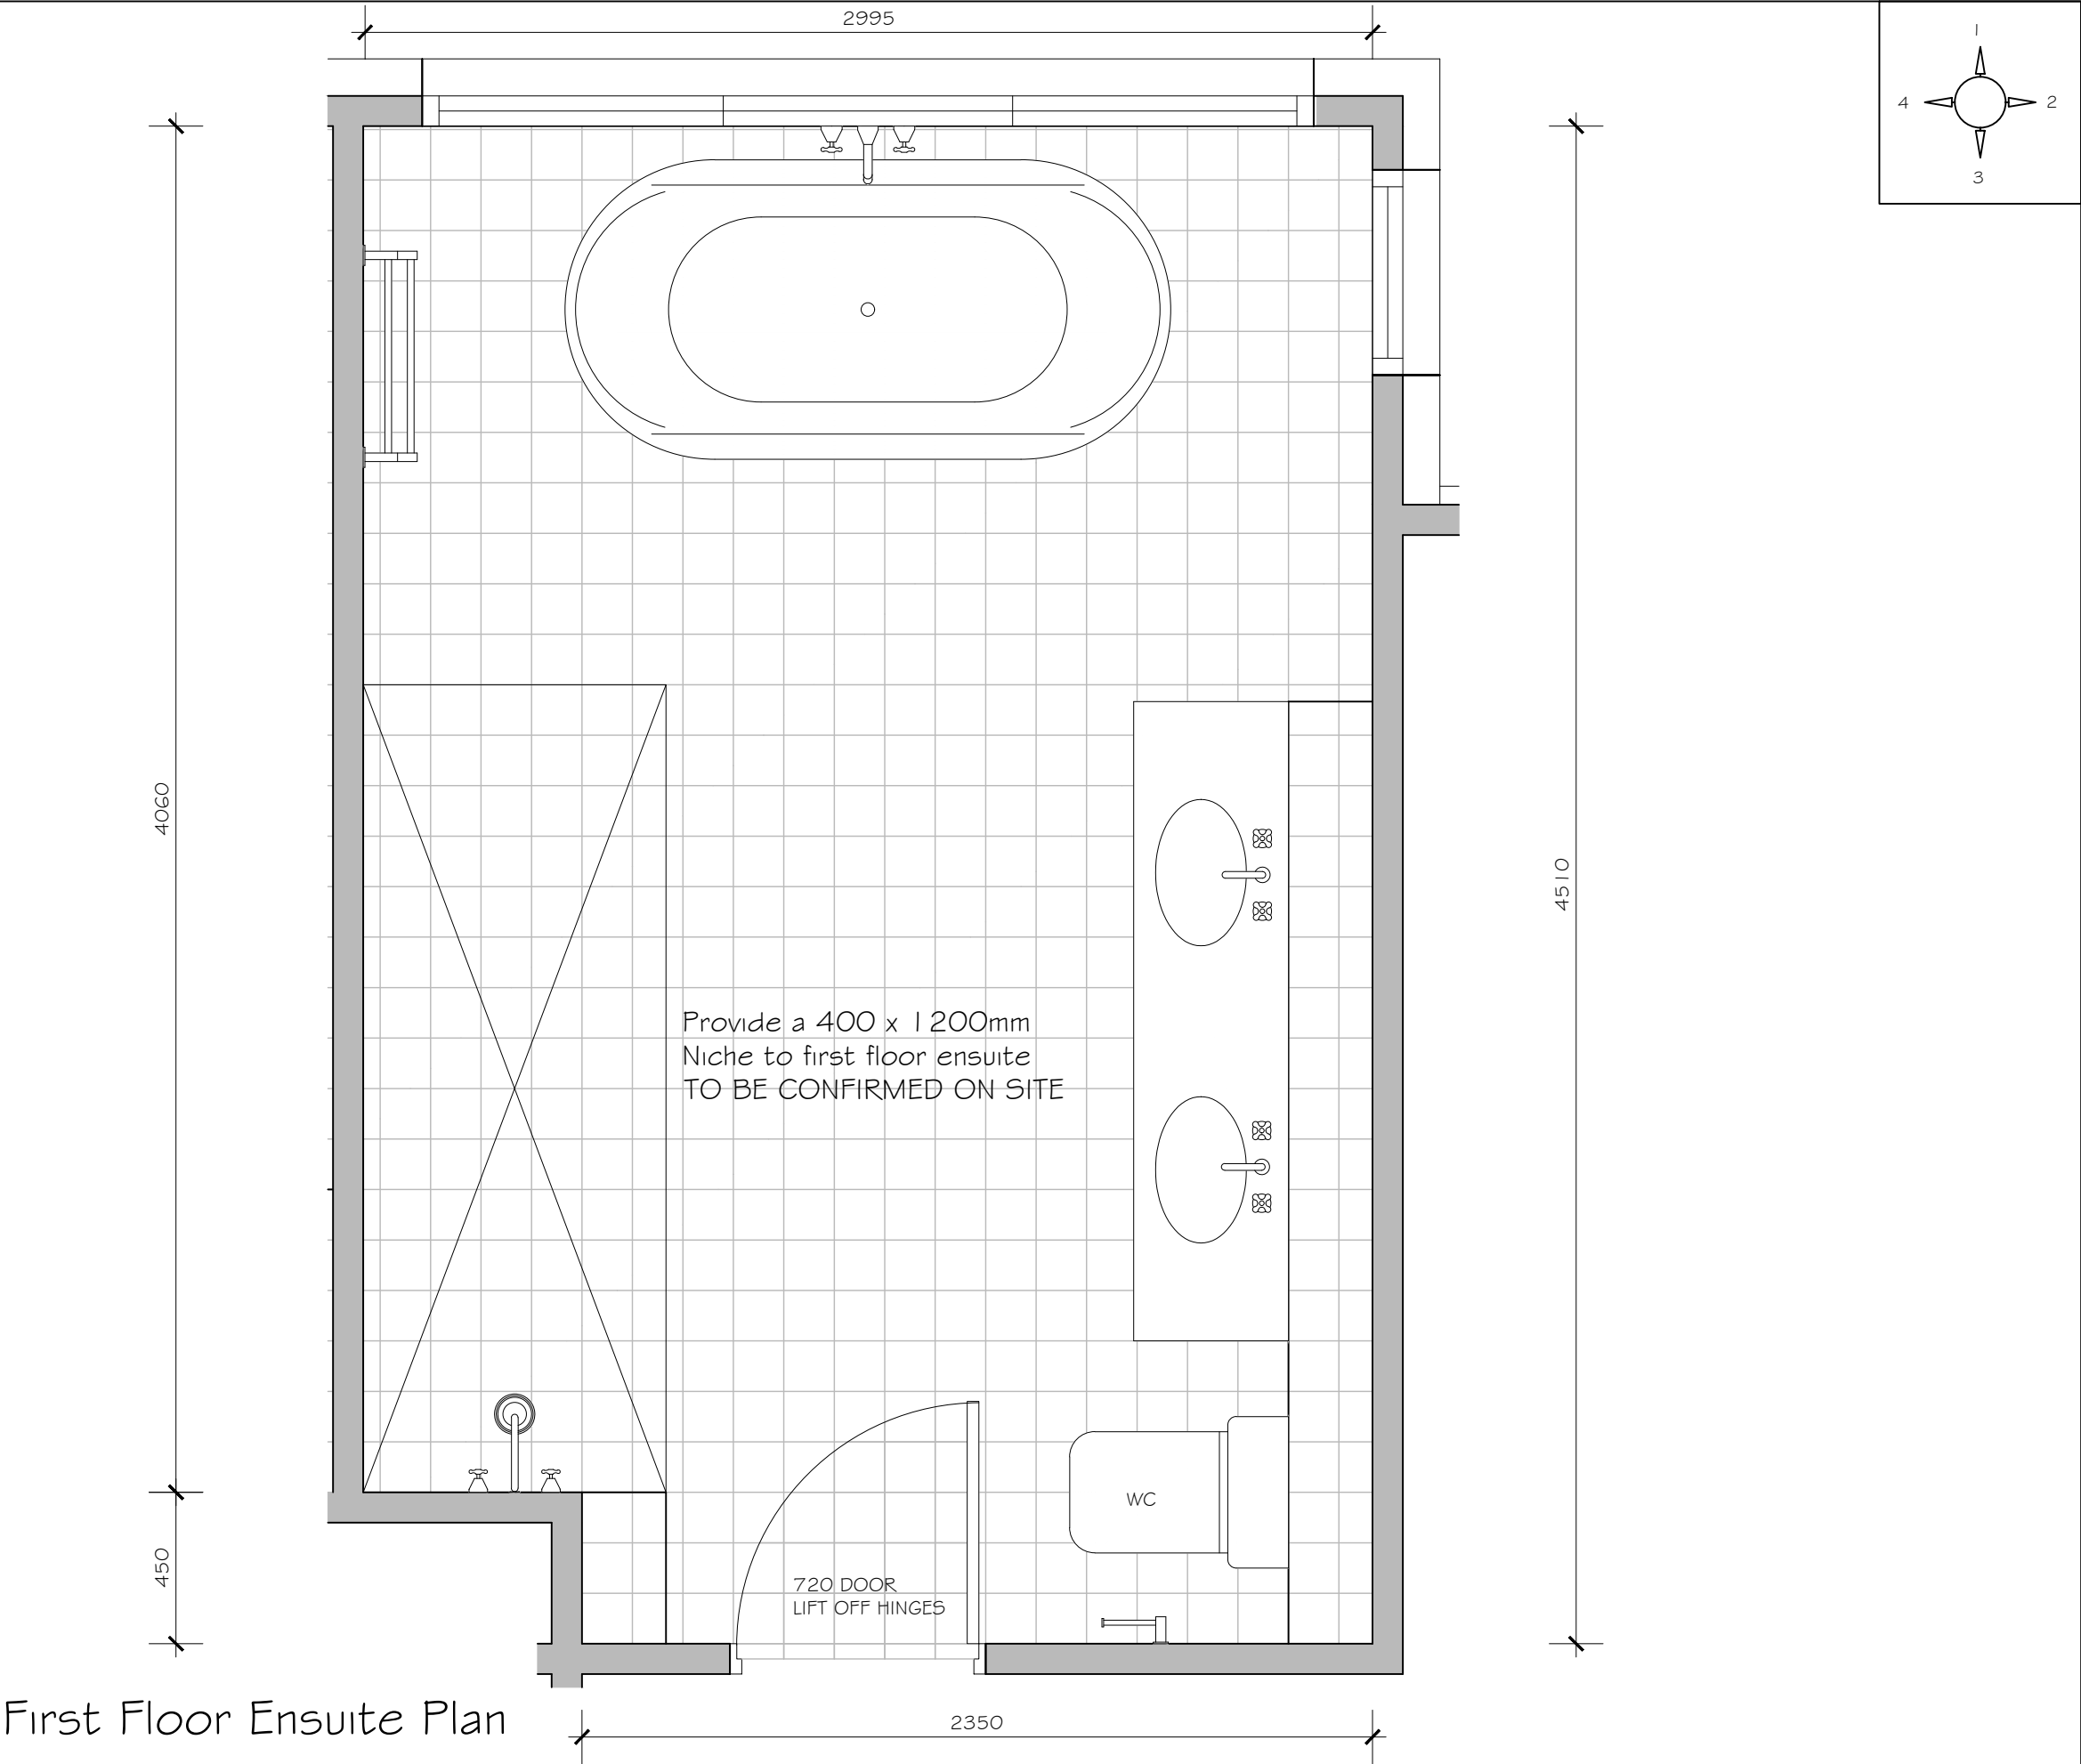 2995
1
4
2
3
4060
4510
Provide a 400 x 1200mm
Niche to first floor ensuite
TO BE CONFIRMED ON SITE
WC
450
720 DOOR
LIFT OFF HINGES
First Floor Ensuite Plan
2350